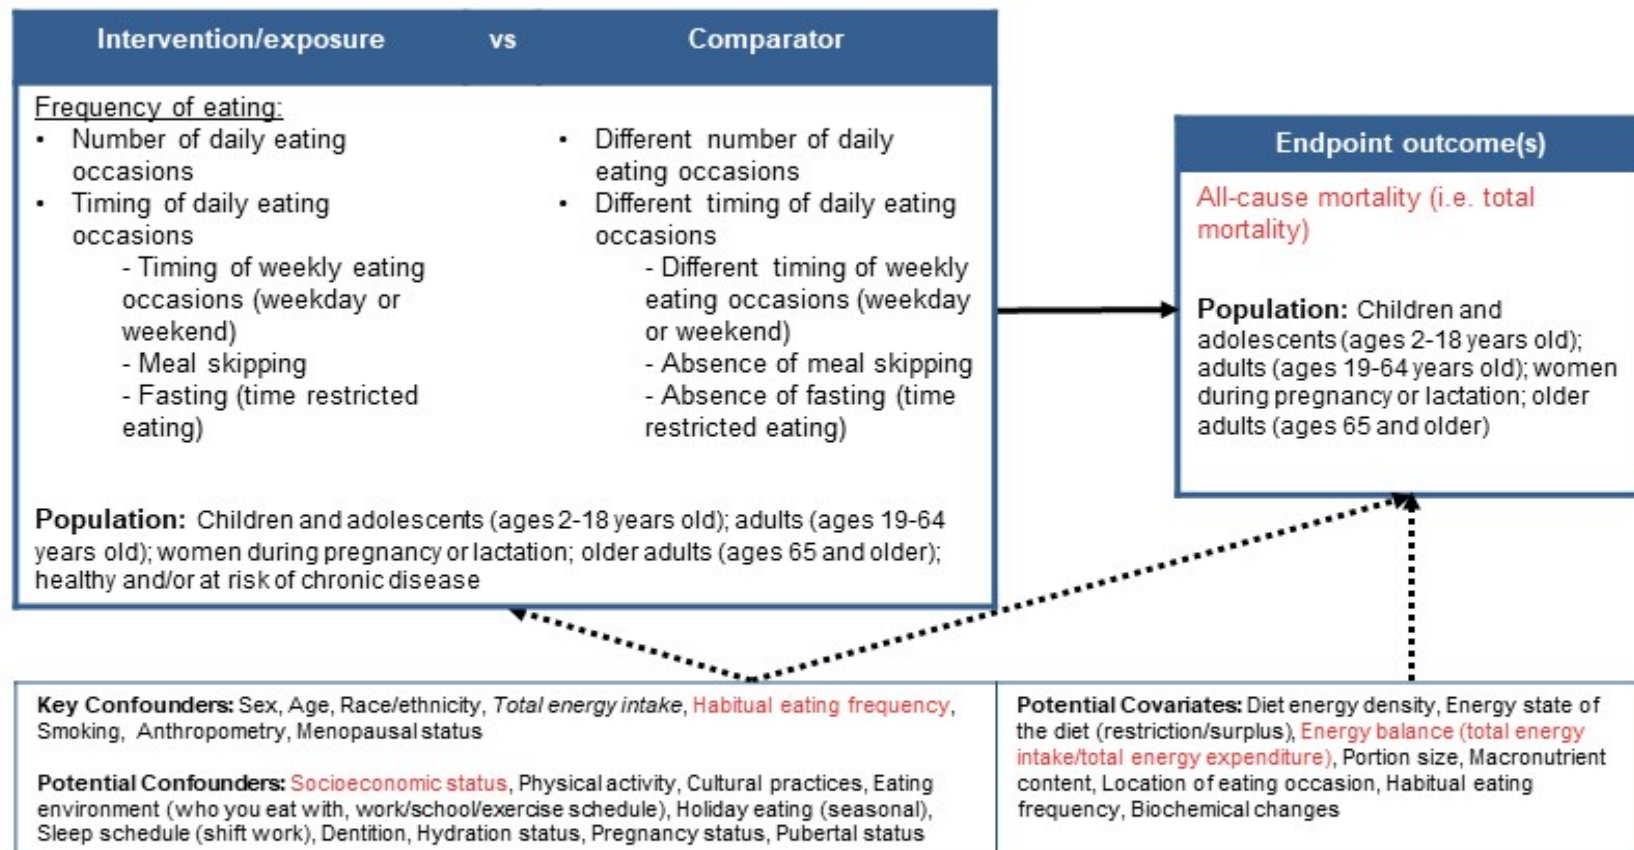 Intervention/exposure vs Comparator
Frequency of eating:
• Number of daily eating
occasions
• Timing of daily eating
occasions
- Timing of weekly eating
occasions (weekday or
weekend)
- Meal skipping
- Fasting (time restricted
eating)
• Different number of daily
eating occasions
• Different timing of daily eating
occasions
- Different timing of weekly
eating occasions (weekday
or weekend)
- Absence of meal skipping
- Absence of fasting (time
restricted eating)
Population: Children and adolescents (ages 2-18 years old); adults (ages 19-64
years old); women during pregnancy or lactation; older adults (ages 65 and older);
healthy and/or at risk of chronic disease
Endpoint outcome(s)
All-cause mortality (i.e. total
mortality)
Population: Children and
adolescents (ages 2-18 years old);
adults (ages 19-64 years old); women
during pregnancy or lactation; older
adults (ages 65 and older)
Key Confounders: Sex, Age, Race/ethnicity, Total energy intake, Habitual eating frequency,
Smoking, Anthropometry, Menopausal status
Potential Confounders: Socioeconomic status, Physical activity, Cultural practices, Eating
environment (who you eat with, work/school/exercise schedule), Holiday eating (seasonal),
Sleep schedule (shift work), Dentition, Hydration status, Pregnancy status, Pubertal status
Potential Covariates: Diet energy density, Energy state of
the diet (restriction/surplus), Energy balance (total energy
intake/total energy expenditure), Portion size, Macronutrient
content, Location of eating occasion, Habitual eating
frequency, Biochemical changes